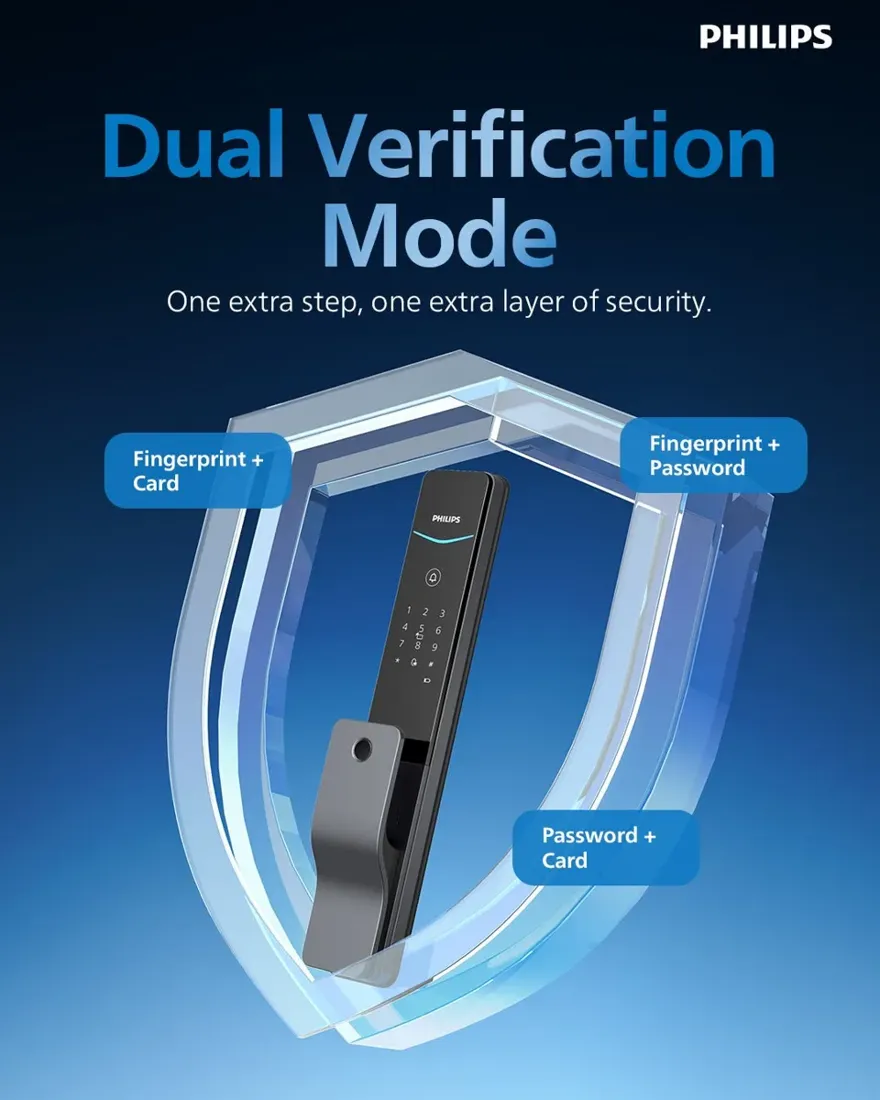 PHILIPS
Dual Verification
Mode
One extra step, one extra layer of security.
Fingerprint +
Card
Fingerprint +
Password
PHILIPS
1 2 3
4 5 6
7 8 9
* #
Password +
Card